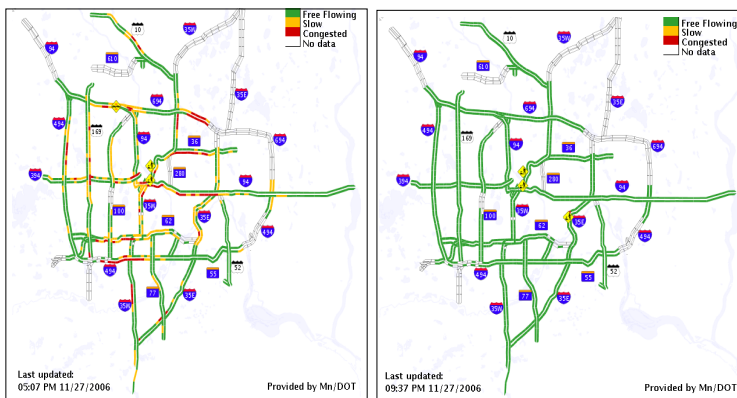 Free Flowing
Slow
Congested
No data
35W
10
94
610
35E
694
494
169
36
694
94
394
280
94
100
35W
62
35E
494
494
52
55
77
35W
35E
Last updated:
05:07 PM 11/27/2006
Provided by Mn/DOT
Free Flowing
Slow
Congested
No data
35W
10
94
610
35E
694
494
169
36
694
94
394
280
94
100
35W
62
35E
494
494
52
55
77
35W
35E
Last updated:
09:37 PM 11/27/2006
Provided by Mn/DOT